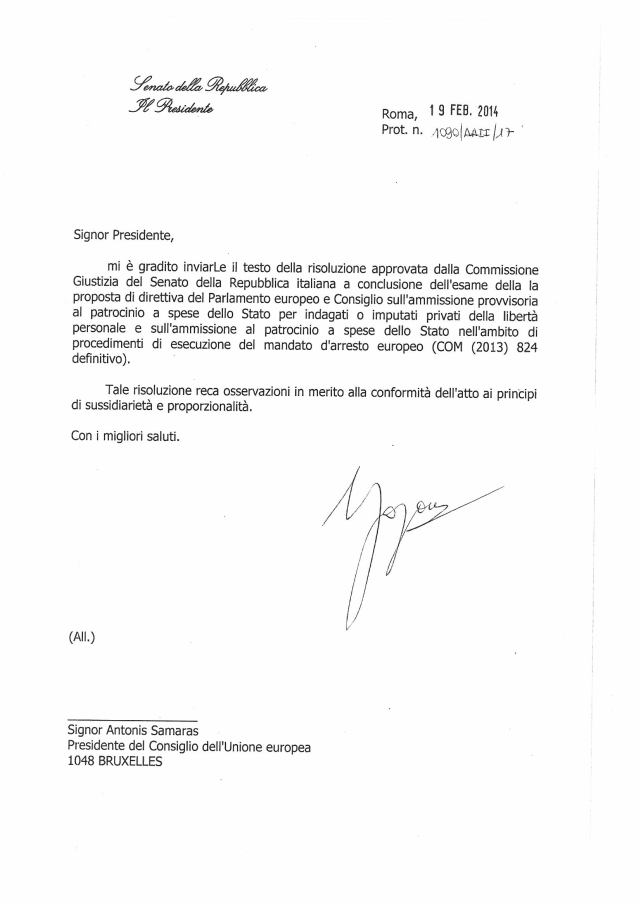 Senato della Repubblica
Il Presidente
Roma, 19 FEB. 2014
Prot. n. 1090/AAII/17
Signor Presidente,
mi è gradito inviarLe il testo della risoluzione approvata dalla Commissione
Giustizia del Senato della Repubblica italiana a conclusione dell'esame della la
proposta di direttiva del Parlamento europeo e Consiglio sull'ammissione provvisoria
al patrocinio a spese dello Stato per indagati o imputati privati della libertà
personale e sull'ammissione al patrocinio a spese dello Stato nell'ambito di
procedimenti di esecuzione del mandato d'arresto europeo (COM (2013) 824
definitivo).
Tale risoluzione reca osservazioni in merito alla conformità dell'atto ai principi
di sussidiarietà e proporzionalità.
Con i migliori saluti.
(All.)
Signor Antonis Samaras
Presidente del Consiglio dell'Unione europea
1048 BRUXELLES